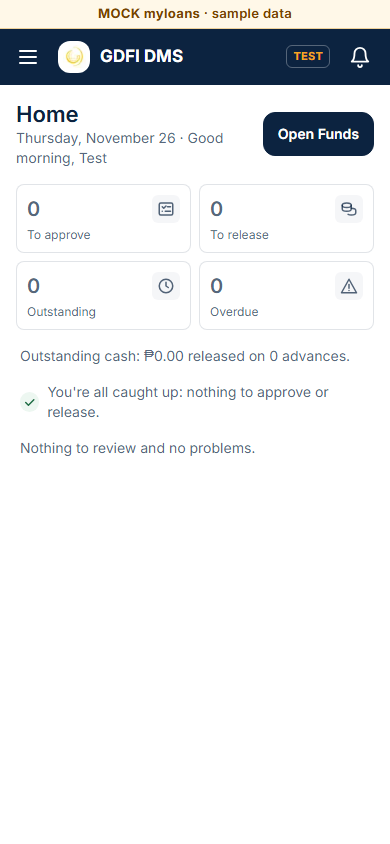 MOCK myloans · sample data
GDFI DMS
TEST
Home
Thursday, November 26 · Good
morning, Test
Open Funds
0
To approve
0
To release
0
Outstanding
0
Overdue
Outstanding cash: ₱0.00 released on 0 advances.
You're all caught up: nothing to approve or
release.
Nothing to review and no problems.